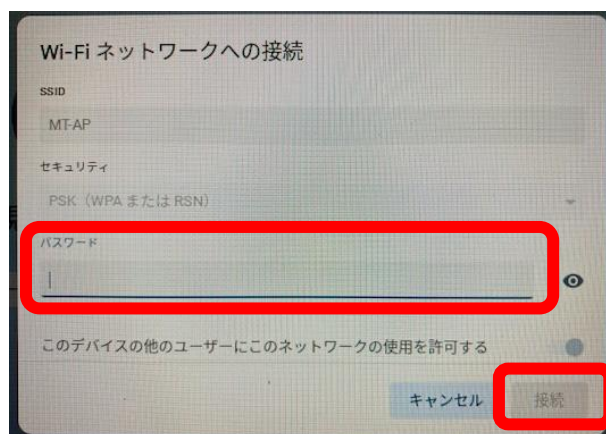 Wi-Fi ネットワークへの接続
SSID
MT-AP
セキュリティ
PSK（WPA または RSN）
パスワード
このデバイスの他のユーザーにこのネットワークの使用を許可する
キャンセル
接続